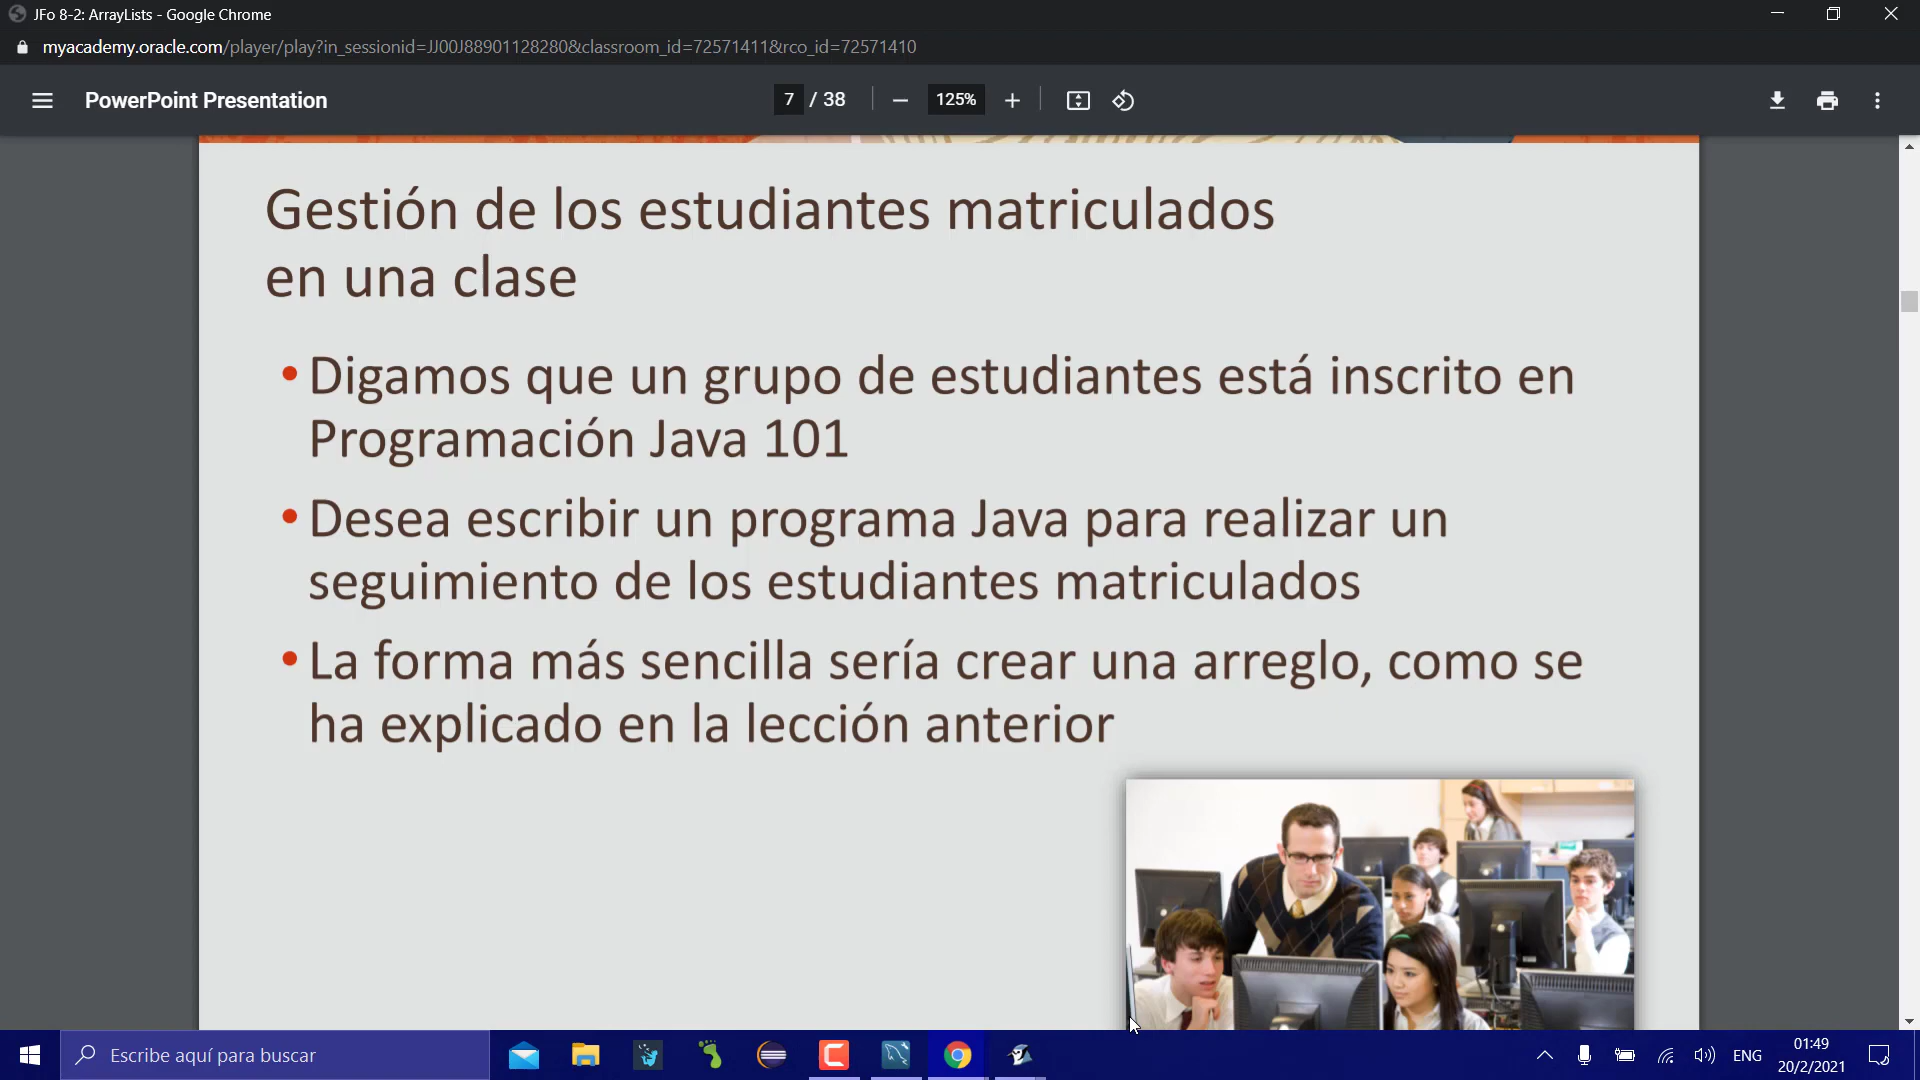 JFo 8-2: ArrayLists - Google Chrome
myacademy.oracle.com/player/play?in_sessionid=JJ00J88901128280&classroom_id=72571411&rco_id=72571410
PowerPoint Presentation
7 / 38
125%
Gestión de los estudiantes matriculados
en una clase
• Digamos que un grupo de estudiantes está inscrito en
Programación Java 101
• Desea escribir un programa Java para realizar un
seguimiento de los estudiantes matriculados
• La forma más sencilla sería crear una arreglo, como se
ha explicado en la lección anterior
Escribe aquí para buscar
ENG
01:49
20/2/2021